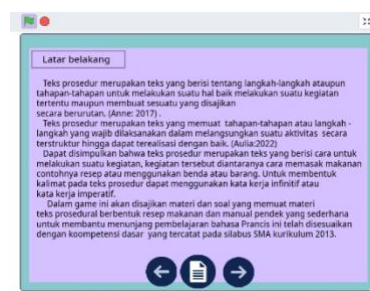 Latar belakang
Teks prosedur merupakan teks yang berisi tentang langkah-langkah ataupun
tahapan-tahapan untuk melakukan suatu hal baik melakukan suatu kegiatan
tertentu maupun membuat sesuatu yang disajikan
secara berurutan. (Anne: 2017) .
Teks prosedur merupakan teks yang memuat tahapan-tahapan atau langkah -
langkah yang wajib dilaksanakan dalam melangsungkan suatu aktivitas secara
terstruktur hingga dapat terealisasi dengan baik. (Aulia:2022)
Dapat disimpulkan bahwa teks prosedur merupakan teks yang berisi cara untuk
melakukan suatu kegiatan, kegiatan tersebut diantaranya cara memasak makanan
contohnya resep atau menggunakan benda atau barang. Untuk membentuk
kalimat pada teks prosedur dapat menggunakan kata kerja infinitif atau
kata kerja imperatif.
Dalam game ini akan disajikan materi dan soal yang memuat materi
teks prosedural berbentuk resep makanan dan manual pendek yang sederhana
untuk membantu menunjang pembelajaran bahasa Prancis ini telah disesuaikan
dengan koompetensi dasar yang tercatat pada silabus SMA kurikulum 2013.